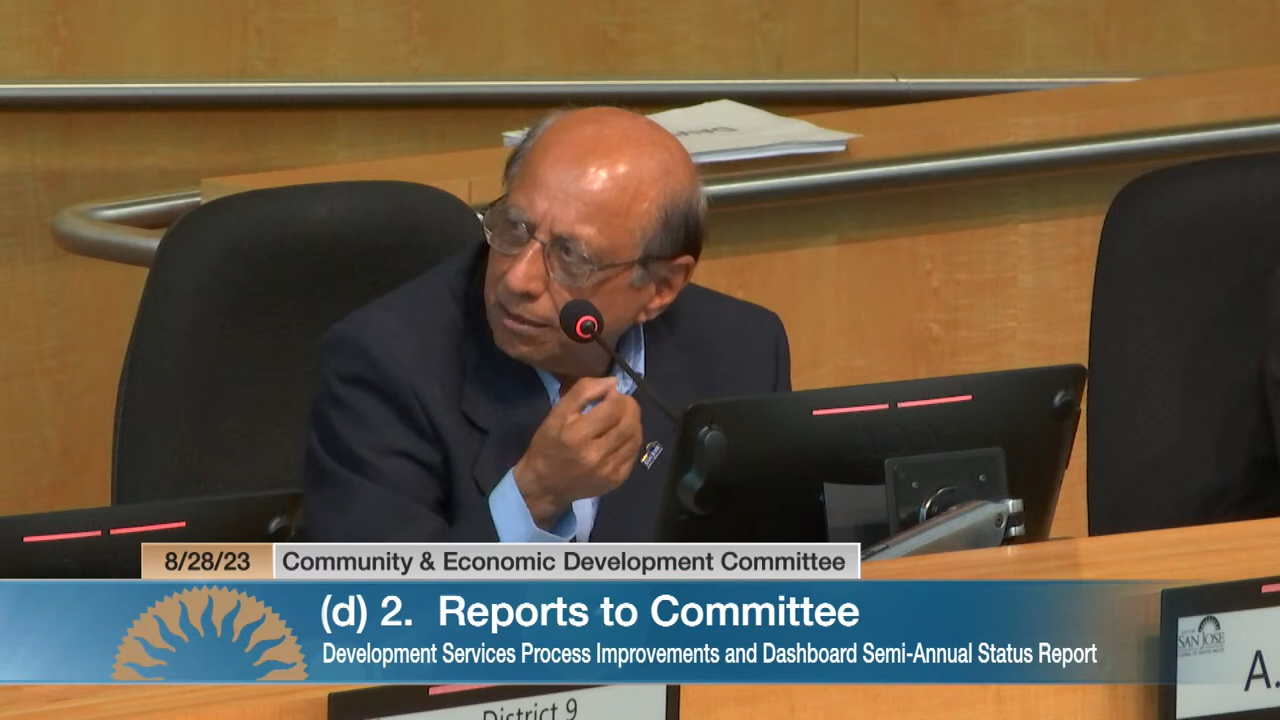 8/28/23
Community & Economic Development Committee
(d) 2. Reports to Committee
Development Services Process Improvements and Dashboard Semi-Annual Status Report
SAN JOSE
A.
District 9